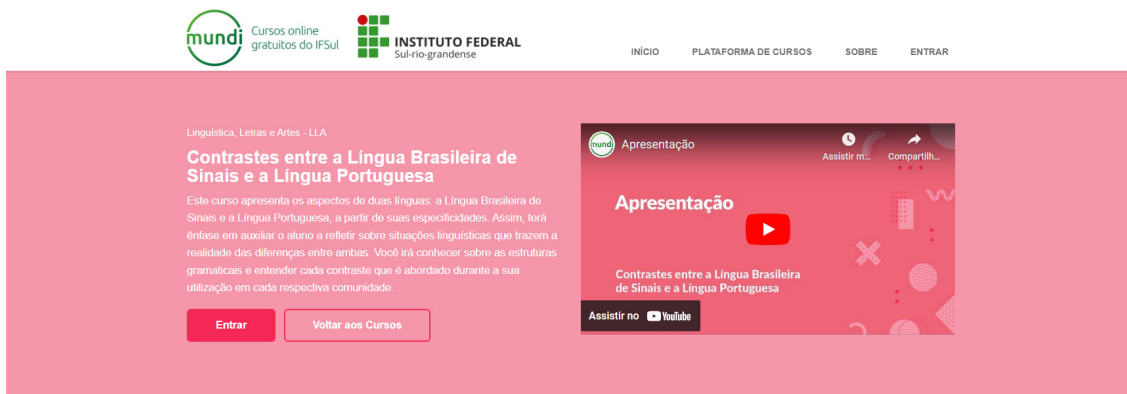 mundi
Cursos online
gratuitos do IFSul
INSTITUTO FEDERAL
Sul-rio-grandense
INÍCIO
PLATAFORMA DE CURSOS
SOBRE
ENTRAR
Linguística, Letras e Artes - LLA
Contrastes entre a Língua Brasileira de
Sinais e a Língua Portuguesa
Este curso apresenta os aspectos de duas línguas: a Língua Brasileira de
Sinais e a Língua Portuguesa, a partir de suas especificidades. Assim, terá
ênfase em auxiliar o aluno a refletir sobre situações linguísticas que trazem a
realidade das diferenças entre ambas. Você irá conhecer sobre as estruturas
gramaticais e entender cada contraste que é abordado durante a sua
utilização em cada respectiva comunidade.
Entrar
Voltar aos Cursos
mundi
Apresentação
Assistir m...
Compartilh...
Apresentação
Contrastes entre a Língua Brasileira
de Sinais e a Língua Portuguesa
Assistir no YouTube